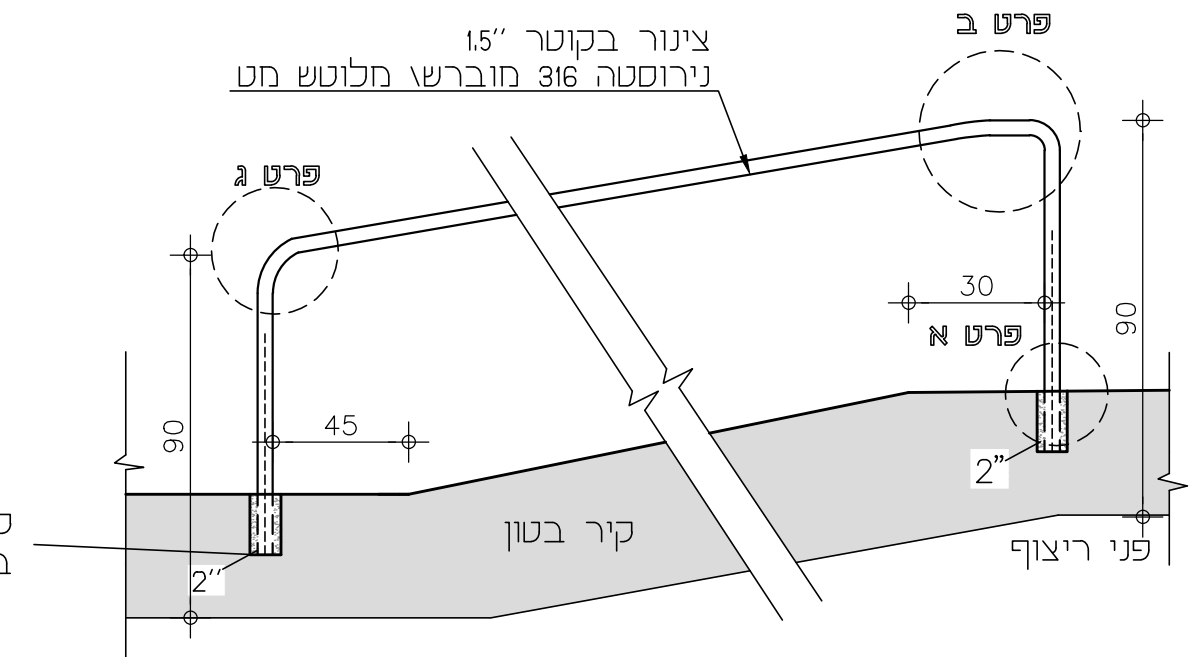 פרט ב
צינור בקוטר 1.5''
נירוסטה 316 מוברש\ מלוטש מט
פרט ג
30
90
פרט א
90
45
2"
קיר בטון
פני ריצוף
2''